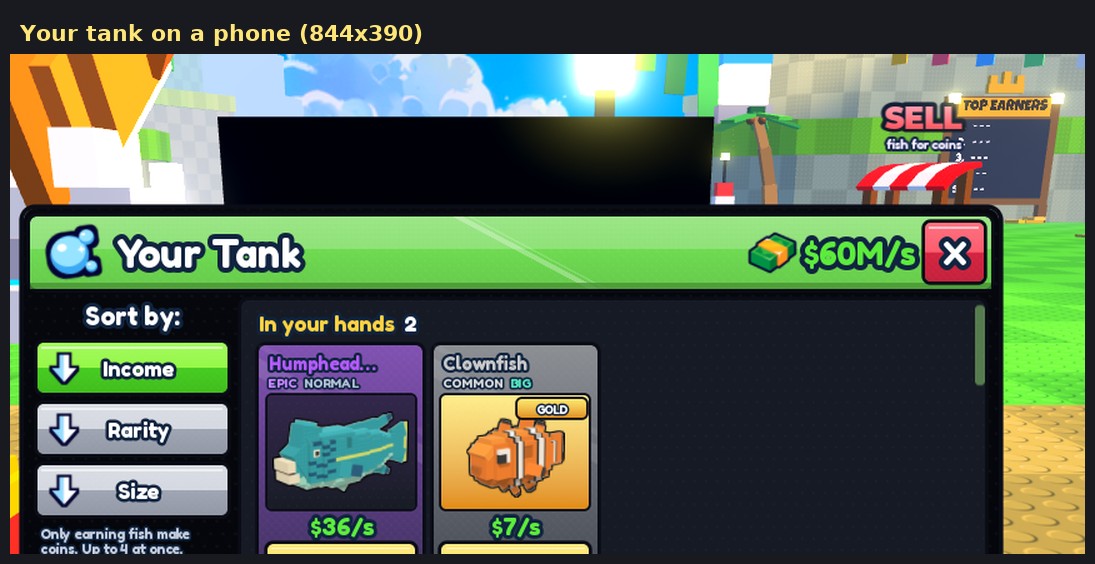 Your tank on a phone (844x390)
TOP EARNERS
SELL
fish for coins
3.
Your Tank
$60M/s
X
Sort by:
Income
Rarity
Size
Only earning fish make
coins. Up to 4 at once.
In your hands 2
Humphead...
EPIC NORMAL
$36/s
Clownfish
COMMON BIG
GOLD
$7/s